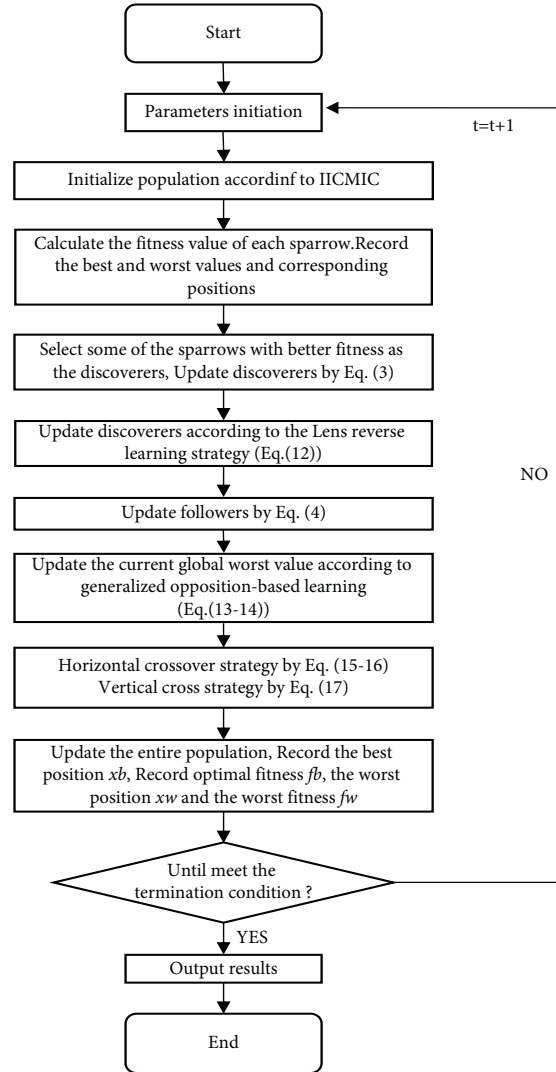 Start
Parameters initiation
t=t+1
Initialize population accordinf to IICMIC
Calculate the fitness value of each sparrow.Record
the best and worst values and corresponding
positions
Select some of the sparrows with better fitness as
the discoverers, Update discoverers by Eq. (3)
Update discoverers according to the Lens reverse
learning strategy (Eq.(12))
NO
Update followers by Eq. (4)
Update the current global worst value according to
generalized opposition-based learning
(Eq.(13-14))
Horizontal crossover strategy by Eq. (15-16)
Vertical cross strategy by Eq. (17)
Update the entire population, Record the best
position xb, Record optimal fitness fb, the worst
position xw and the worst fitness fw
Until meet the
termination condition ?
YES
Output results
End